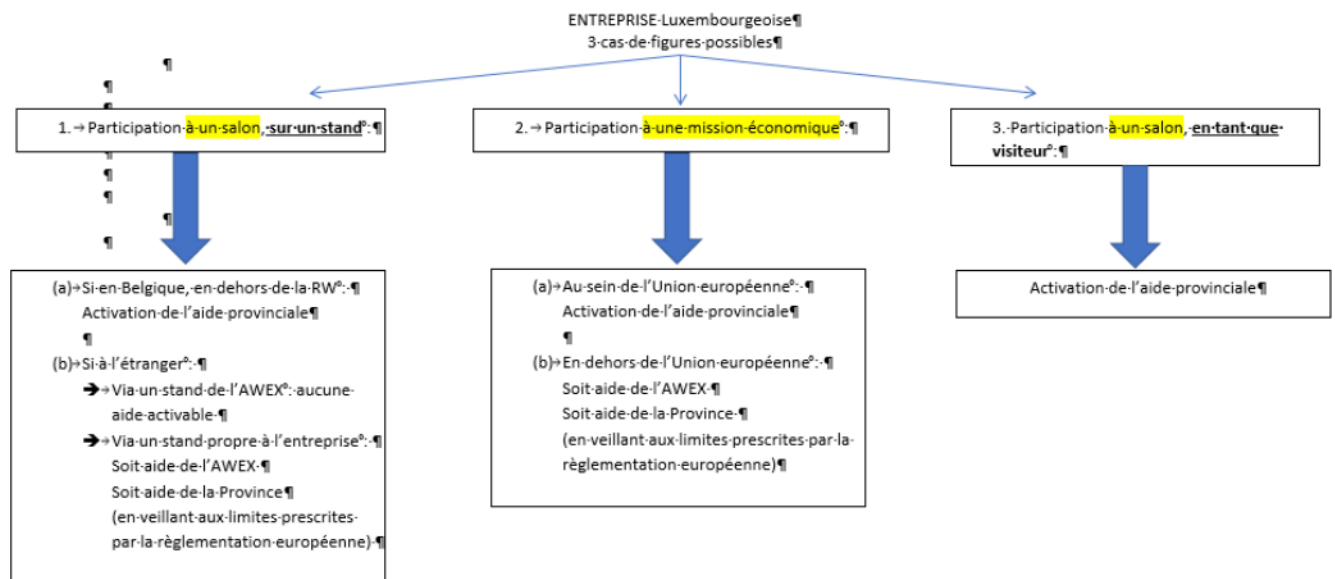 ENTREPRISE·Luxembourgeoise¶
3·cas·de·figures·possibles¶
¶
¶
¶
1.→Participation·à·un·salon,·sur·un·stand°:·¶
¶
¶
¶
¶
¶
(a)→Si·en·Belgique,·en·dehors·de·la·RW°:·¶
Activation·de·l'aide·provinciale¶
¶
(b)→Si·à·l'étranger°:·¶
➔→Via·un·stand·de·l'AWEX°:·aucune·
aide·activable·¶
➔→Via·un·stand·propre·à·l'entreprise°:·¶
Soit·aide·de·l'AWEX·¶
Soit·aide·de·la·Province¶
(en·veillant·aux·limites·prescrites·
par·la·règlementation·européenne)·¶
2.→Participation·à·une·mission·économique°:·¶
(a)→Au·sein·de·l'Union·européenne°:·¶
Activation·de·l'aide·provinciale¶
¶
(b)→En·dehors·de·l'Union·européenne°:·¶
Soit·aide·de·l'AWEX·¶
Soit·aide·de·la·Province·¶
(en·veillant·aux·limites·prescrites·par·la·
règlementation·européenne)¶
3.·Participation·à·un·salon,·en·tant·que·
visiteur°:·¶
Activation·de·l'aide·provinciale¶